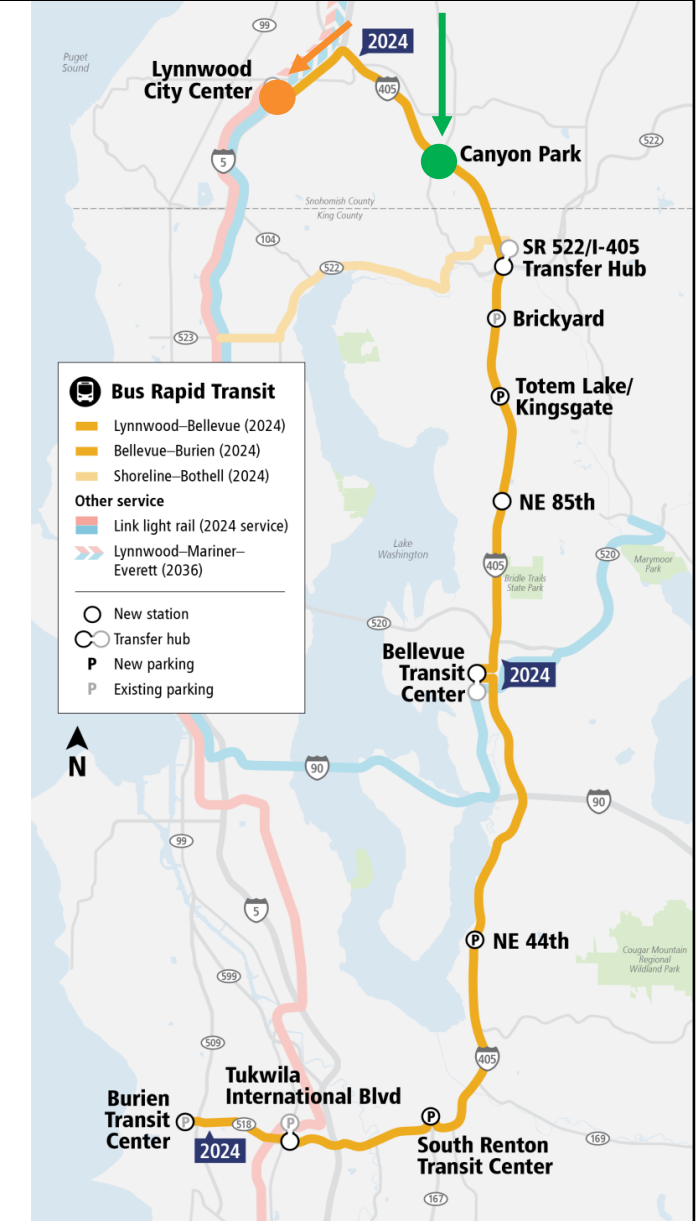 99
2024
Puget
Sound
Lynnwood
City Center
405
522
5
Canyon Park
Snohomish County
King County
104
SR 522/I-405
Transfer Hub
522
Brickyard
P
523
Bus Rapid Transit
Lynnwood–Bellevue (2024)
Bellevue–Burien (2024)
Shoreline–Bothell (2024)
Other service
Link light rail (2024 service)
Lynnwood–Mariner–
Everett (2036)
New station
Transfer hub
P New parking
P Existing parking
N
P
Totem Lake/
Kingsgate
NE 85th
Lake
Washington
405
520
Marymoor
Park
Bridle Trails
State Park
520
Bellevue
Transit
Center
2024
90
90
99
5
P
NE 44th
Cougar Mountain
Regional
Wildland Park
599
509
405
Tukwila
International Blvd
Burien
Transit
Center
P
518
P
P
2024
South Renton
Transit Center
169
167